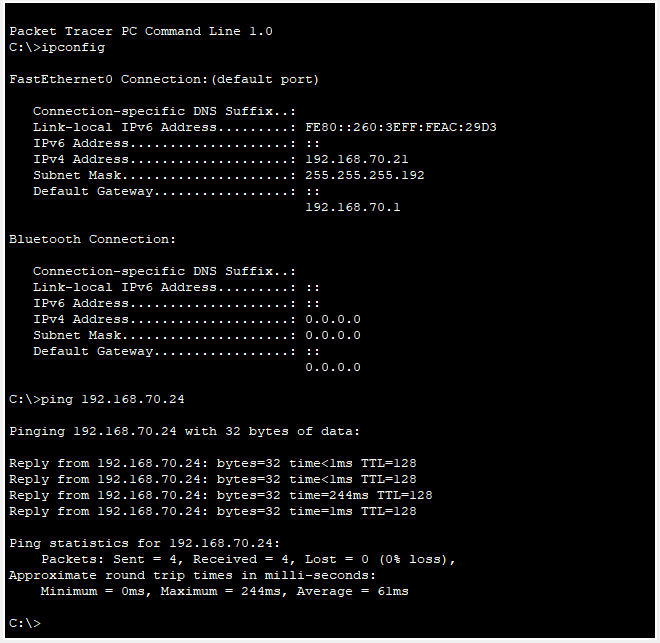 Packet Tracer PC Command Line 1.0
C:\>ipconfig
FastEthernet0 Connection:(default port)
Connection-specific DNS Suffix..:
Link-local IPv6 Address.........: FE80::260:3EFF:FEAC:29D3
IPv6 Address....................: ::
IPv4 Address....................: 192.168.70.21
Subnet Mask.....................: 255.255.255.192
Default Gateway.................: ::
192.168.70.1
Bluetooth Connection:
Connection-specific DNS Suffix..:
Link-local IPv6 Address.........: ::
IPv6 Address....................: ::
IPv4 Address....................: 0.0.0.0
Subnet Mask.....................: 0.0.0.0
Default Gateway.................: ::
0.0.0.0
C:\>ping 192.168.70.24
Pinging 192.168.70.24 with 32 bytes of data:
Reply from 192.168.70.24: bytes=32 time<1ms TTL=128
Reply from 192.168.70.24: bytes=32 time<1ms TTL=128
Reply from 192.168.70.24: bytes=32 time=244ms TTL=128
Reply from 192.168.70.24: bytes=32 time=1ms TTL=128
Ping statistics for 192.168.70.24:
Packets: Sent = 4, Received = 4, Lost = 0 (0% loss),
Approximate round trip times in milli-seconds:
Minimum = 0ms, Maximum = 244ms, Average = 61ms
C:\>